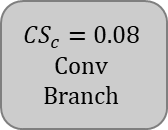 CS_c = 0.08
Conv
Branch